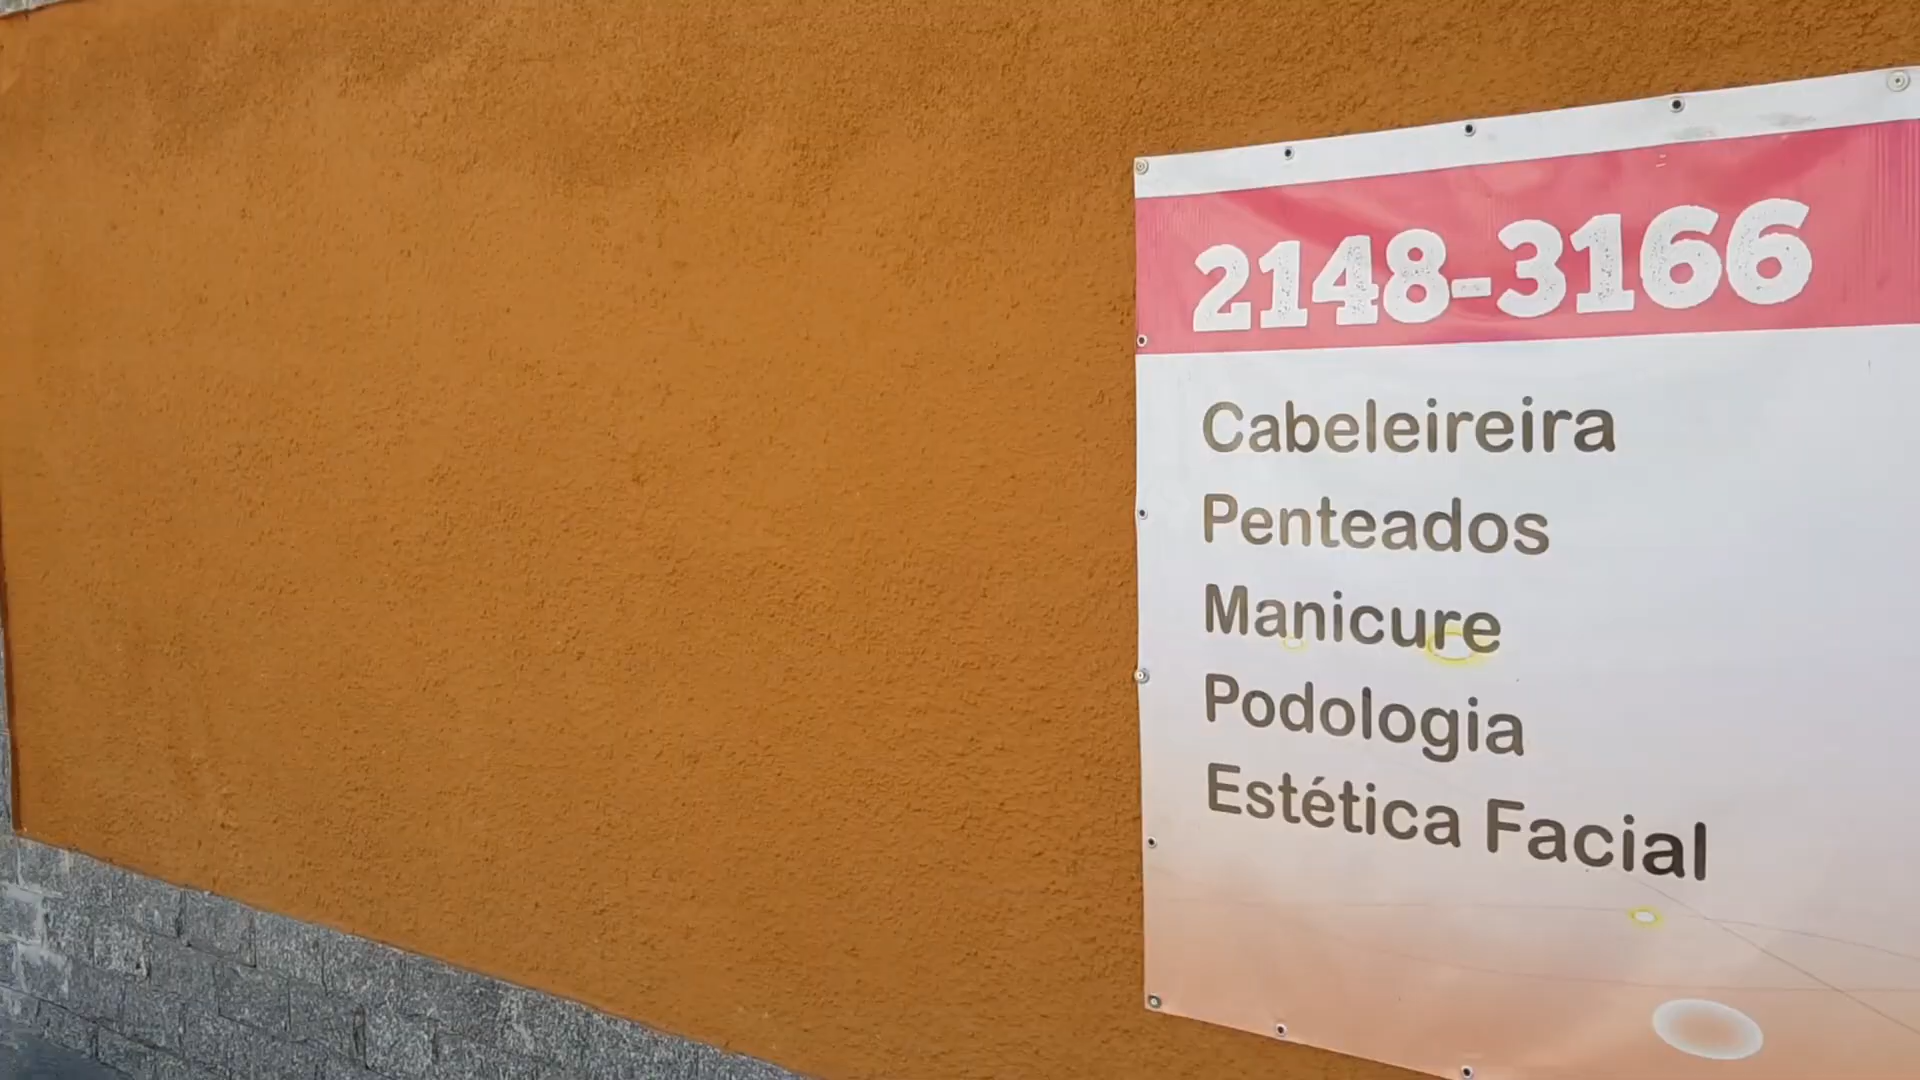 2148-3166
Cabeleireira
Penteados
Manicure
Podologia
Estética Facial